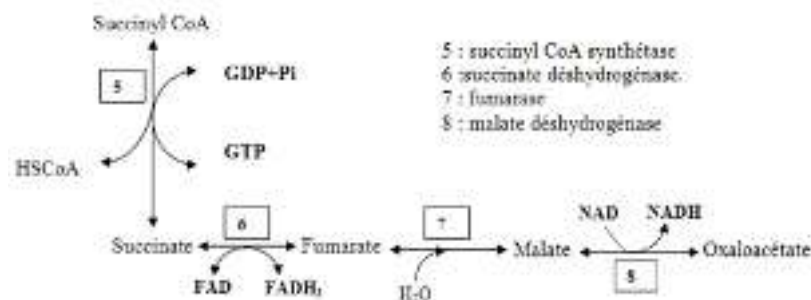 Succinyl CoA
5
GDP+Pi
GTP
HSCoA
5 : succinyl CoA synthétase
6 :succinate déshydrogénase.
7 : fumarase
8 : malate déshydrogénase
6
7
NAD
NADH
Succinate
Fumarate
Malate
Oxaloacétate
FAD
FADH₂
H₂O
8